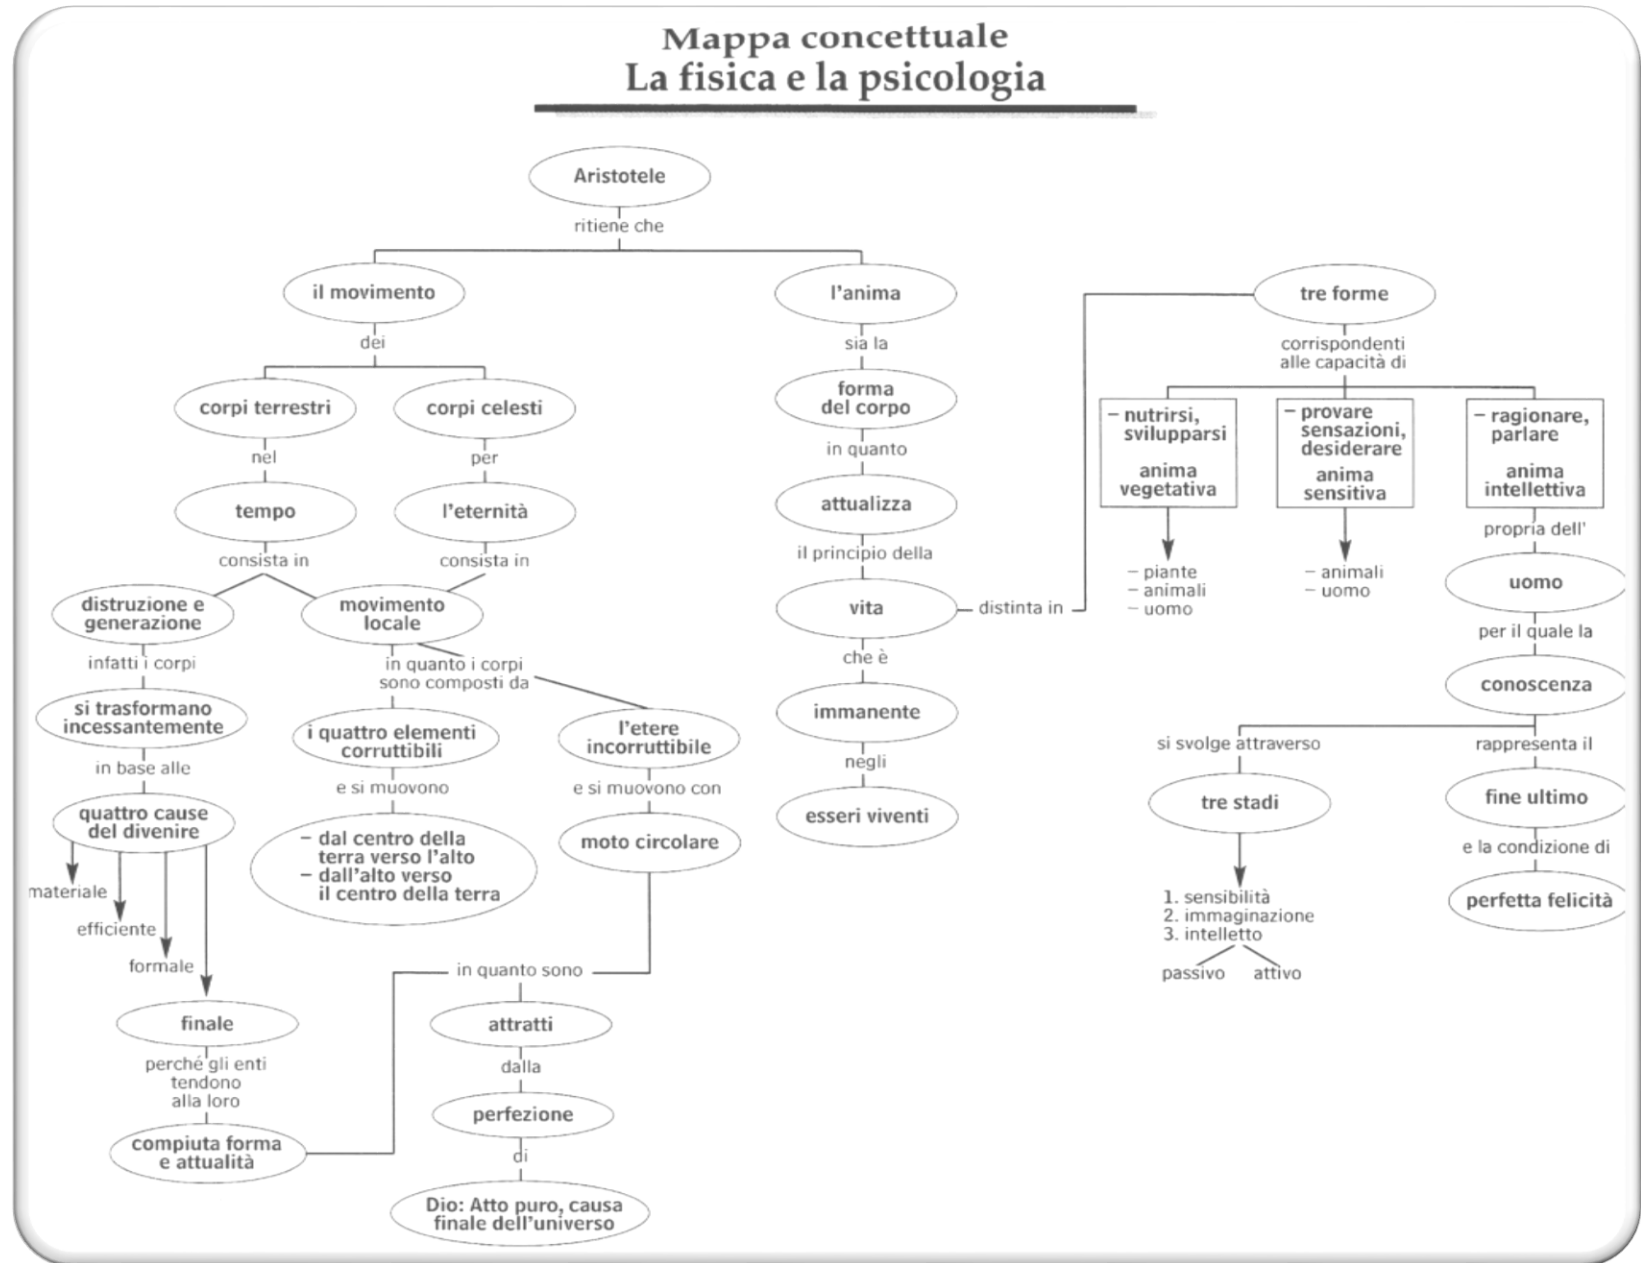 Mappa concettuale
La fisica e la psicologia
Aristotele
ritiene che
il movimento
dei
corpi terrestri
nel
tempo
consista in
corpi celesti
per
l'eternità
consista in
distruzione e
generazione
infatti i corpi
si trasformano
incessantemente
in base alle
quattro cause
del divenire
materiale
efficiente
formale
finale
perché gli enti
tendono
alla loro
compiuta forma
e attualità
movimento
locale
in quanto i corpi
sono composti da
i quattro elementi
corruttibili
e si muovono
– dal centro della
terra verso l'alto
– dall'alto verso
il centro della terra
l'etere
incorruttibile
e si muovono con
moto circolare
in quanto sono
attratti
dalla
perfezione
di
Dio: Atto puro, causa
finale dell'universo
l'anima
sia la
forma
del corpo
in quanto
attualizza
il principio della
vita
che è
immanente
negli
esseri viventi
distinta in
tre forme
corrispondenti
alle capacità di
– nutrirsi,
svilupparsi
anima
vegetativa
– piante
– animali
– uomo
– provare
sensazioni,
desiderare
anima
sensitiva
– animali
– uomo
– ragionare,
parlare
anima
intellettiva
propria dell'
uomo
per il quale la
conoscenza
si svolge attraverso
tre stadi
1. sensibilità
2. immaginazione
3. intelletto
passivo attivo
rappresenta il
fine ultimo
e la condizione di
perfetta felicità